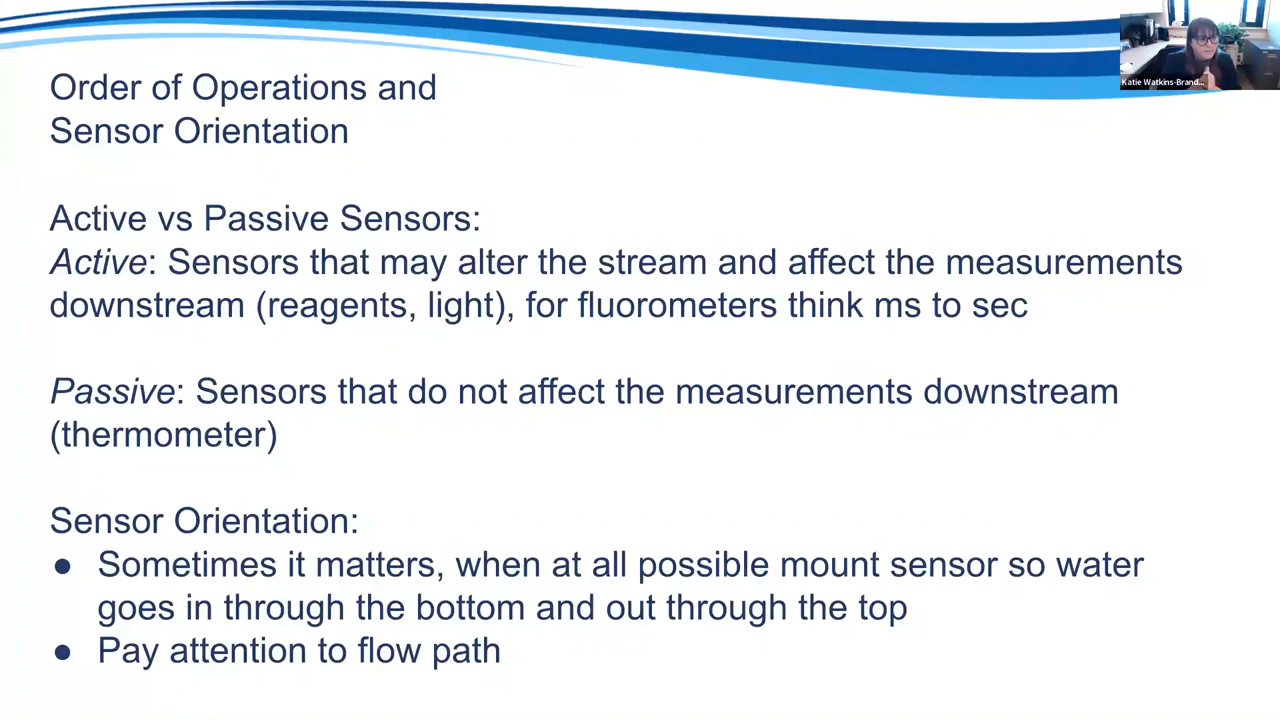 Order of Operations and
Sensor Orientation
Active vs Passive Sensors:
Active: Sensors that may alter the stream and affect the measurements
downstream (reagents, light), for fluorometers think ms to sec
Passive: Sensors that do not affect the measurements downstream
(thermometer)
Sensor Orientation:
● Sometimes it matters, when at all possible mount sensor so water
goes in through the bottom and out through the top
● Pay attention to flow path
Katie Watkins-Brand...